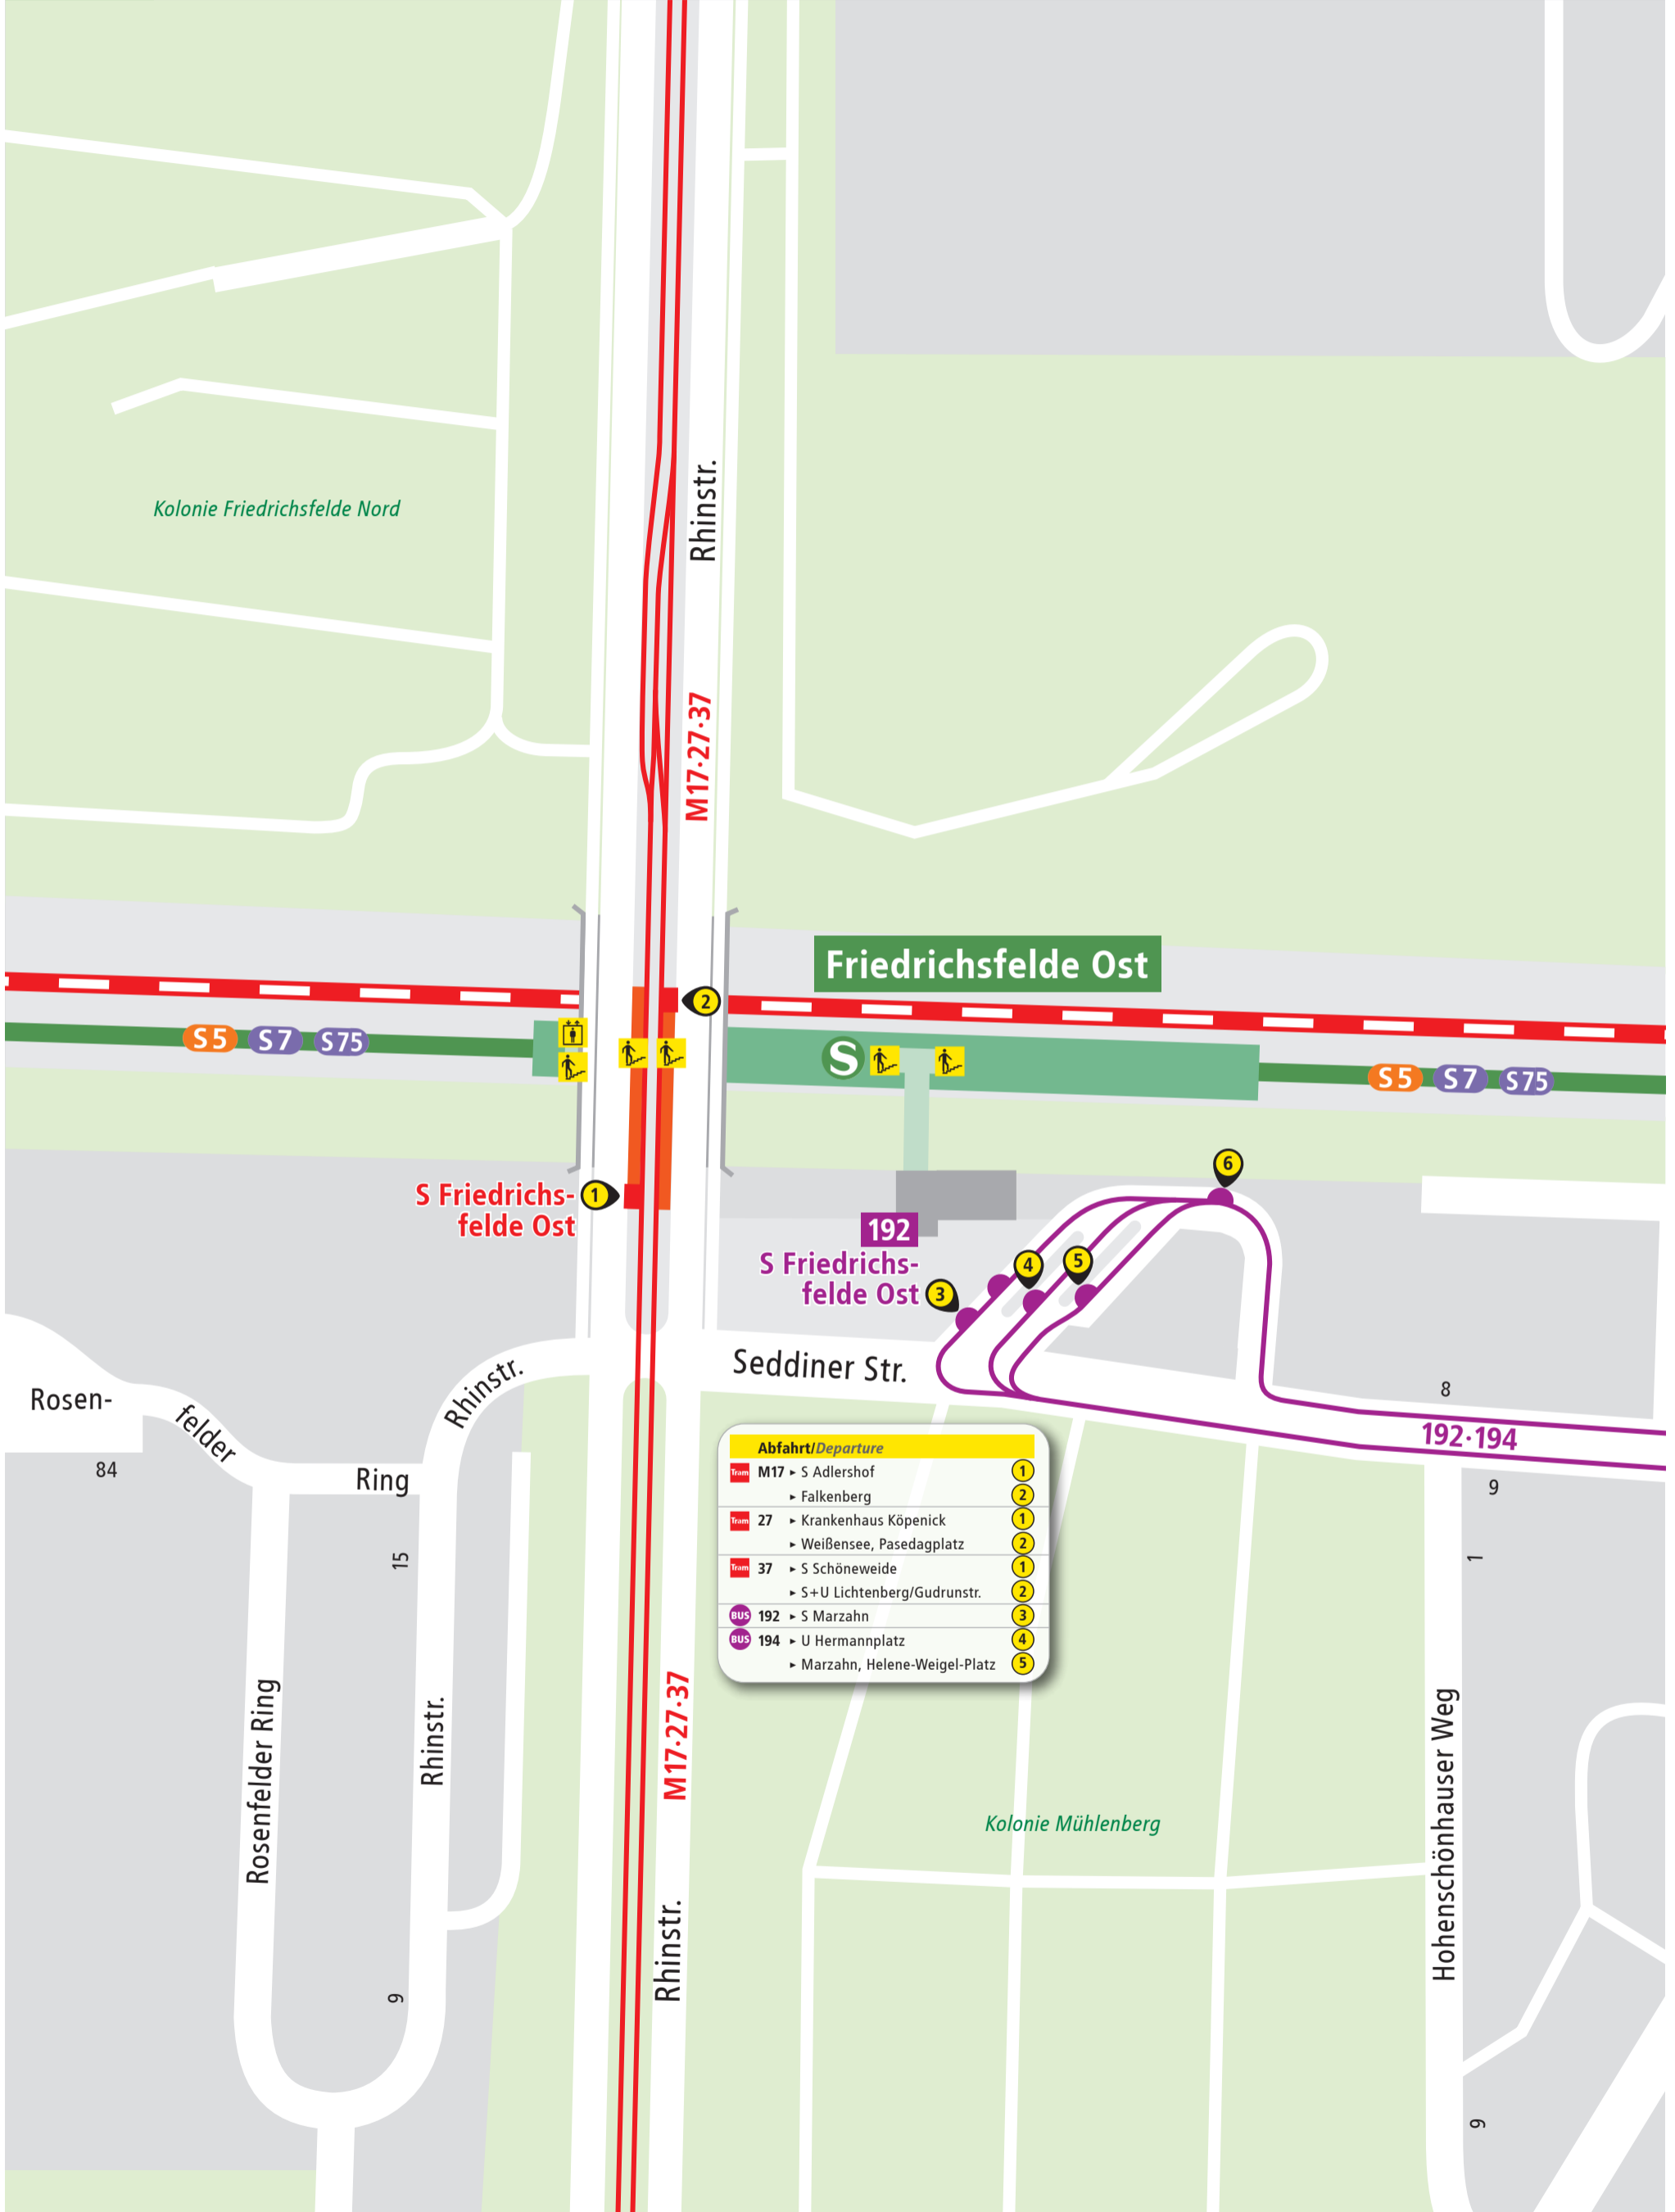 Rhinstr.
Kolonie Friedrichsfelde Nord
M17·27·37
Friedrichsfelde Ost
2
S5 S7 S75
S
S5 S7 S75
6
S Friedrichs-
felde Ost
1
192
S Friedrichs-
felde Ost
3
4
5
Seddiner Str.
Rhinstr.
Rosen-
felder
Ring
84
15
8
192·194
9
1
Abfahrt/Departure
Tram M17 ▸ S Adlershof 1
▸ Falkenberg 2
Tram 27 ▸ Krankenhaus Köpenick 1
▸ Weißensee, Pasedagplatz 2
Tram 37 ▸ S Schöneweide 1
▸ S+U Lichtenberg/Gudrunstr. 2
BUS 192 ▸ S Marzahn 3
BUS 194 ▸ U Hermannplatz 4
▸ Marzahn, Helene-Weigel-Platz 5
Rosenfelder Ring
Rhinstr.
M17·27·37
Kolonie Mühlenberg
Hohenschönhauser Weg
Rhinstr.
9
9